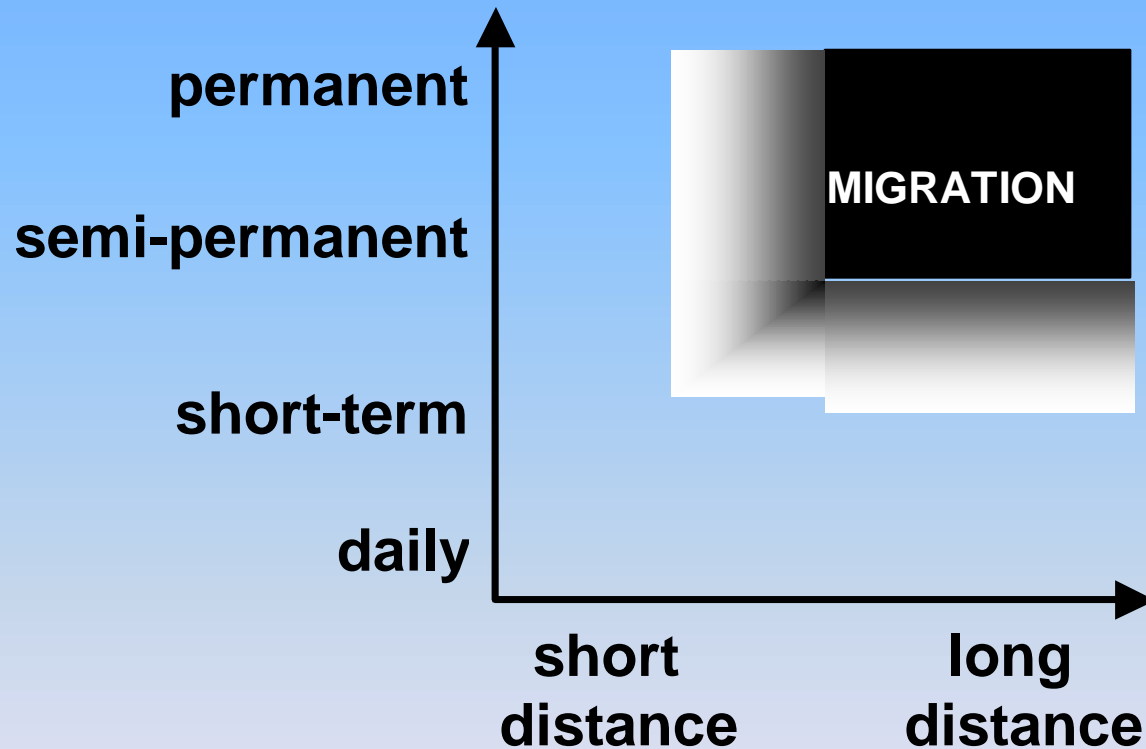 permanent
MIGRATION
semi-permanent
short-term
daily
short
distance
long
distance